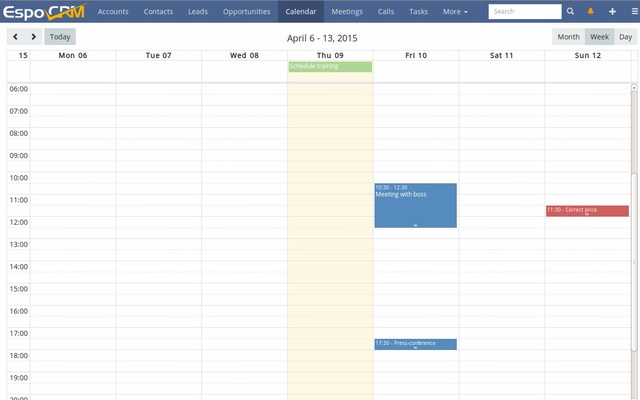 EspoCRM Accounts Contacts Leads Opportunities Calendar Meetings Calls Tasks More Search
Today April 6 - 13, 2015 Month Week Day
15 Mon 06 Tue 07 Wed 08 Thu 09 Fri 10 Sat 11 Sun 12
Schedule training
06:00
07:00
08:00
09:00
10:00
10:30 - 12:30
Meeting with boss
11:00
11:30 - Correct price
12:00
13:00
14:00
15:00
16:00
17:00
17:30 - Press-conference
18:00
19:00
20:00